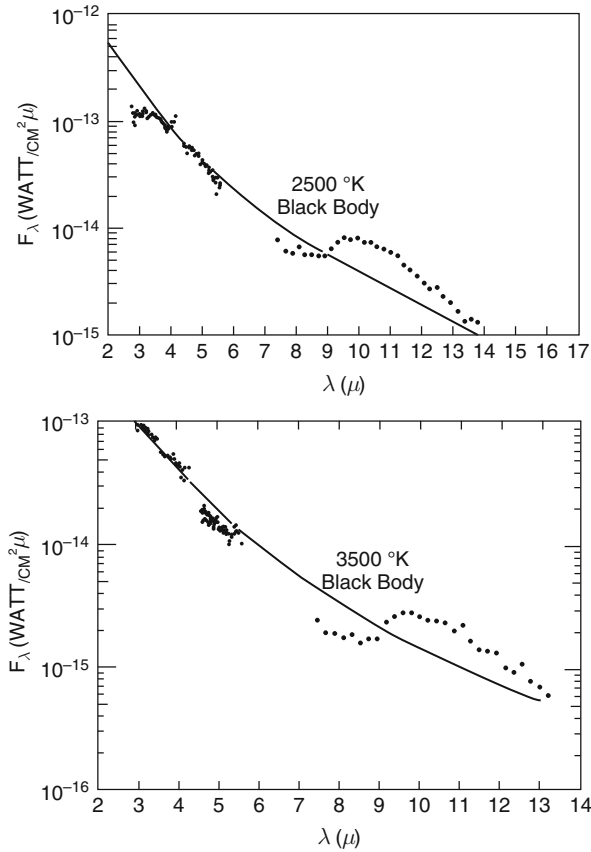 10⁻¹²
10⁻¹³
10⁻¹⁴
10⁻¹⁵
F_λ (WATT/CM² μ)
2500 °K
Black Body
2 3 4 5 6 7 8 9 10 11 12 13 14 15 16 17
λ (μ)
10⁻¹³
10⁻¹⁴
10⁻¹⁵
10⁻¹⁶
F_λ (WATT/CM² μ)
3500 °K
Black Body
2 3 4 5 6 7 8 9 10 11 12 13 14
λ (μ)